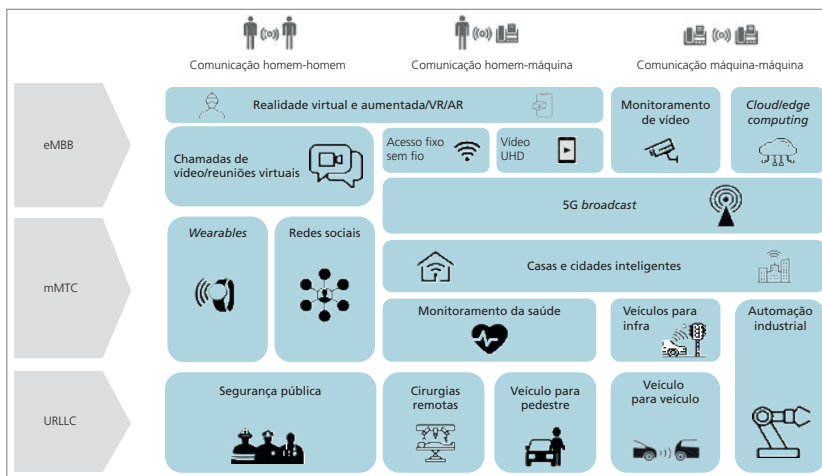 Comunicação homem-homem
Comunicação homem-máquina
Comunicação máquina-máquina
eMBB
Realidade virtual e aumentada/VR/AR
Monitoramento
de vídeo
Cloud/edge
computing
Chamadas de
vídeo/reuniões virtuais
Acesso fixo
sem fio
Vídeo
UHD
5G broadcast
mMTC
Wearables
Redes sociais
Casas e cidades inteligentes
Monitoramento da saúde
Veículos para
infra
Automação
industrial
URLLC
Segurança pública
Cirurgias
remotas
Veículo para
pedestre
Veículo
para veículo